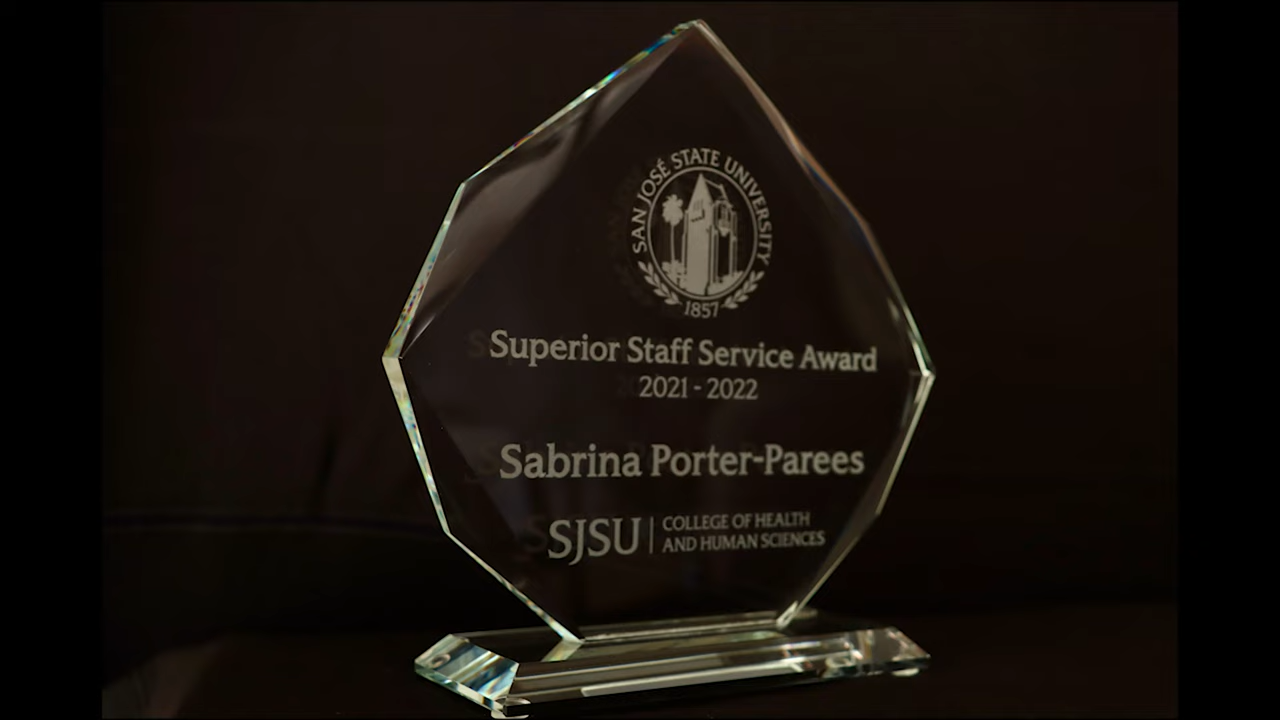 SAN JOSÉ STATE UNIVERSITY
1857
Superior Staff Service Award
2021 - 2022
Sabrina Porter-Parees
SJSU | COLLEGE OF HEALTH
AND HUMAN SCIENCES